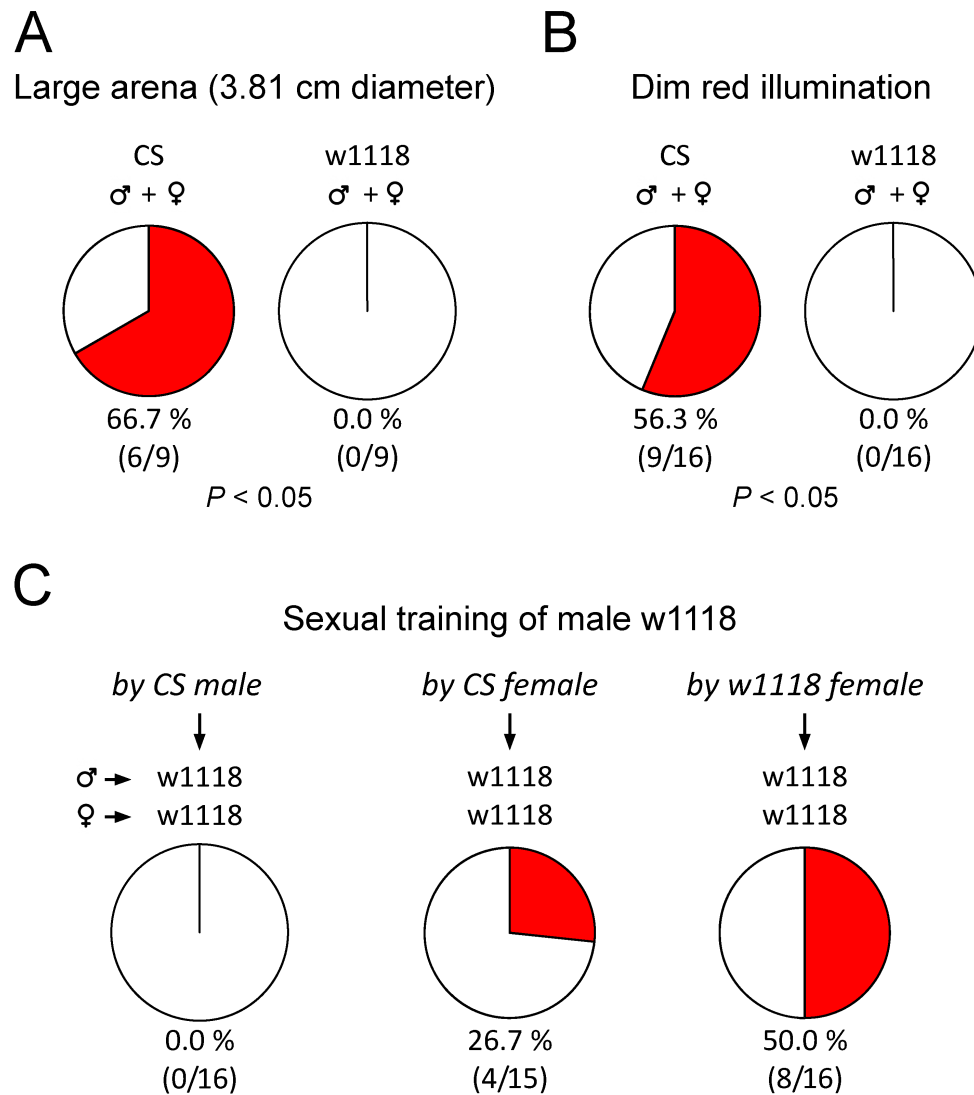 A
Large arena (3.81 cm diameter)
CS
♂ + ♀
w1118
♂ + ♀
66.7 %
(6/9)
0.0 %
(0/9)
P < 0.05
B
Dim red illumination
CS
♂ + ♀
w1118
♂ + ♀
56.3 %
(9/16)
0.0 %
(0/16)
P < 0.05
C
Sexual training of male w1118
by CS male
by CS female
by w1118 female
♂ → w1118
♀ → w1118
w1118
w1118
w1118
w1118
0.0 %
(0/16)
26.7 %
(4/15)
50.0 %
(8/16)